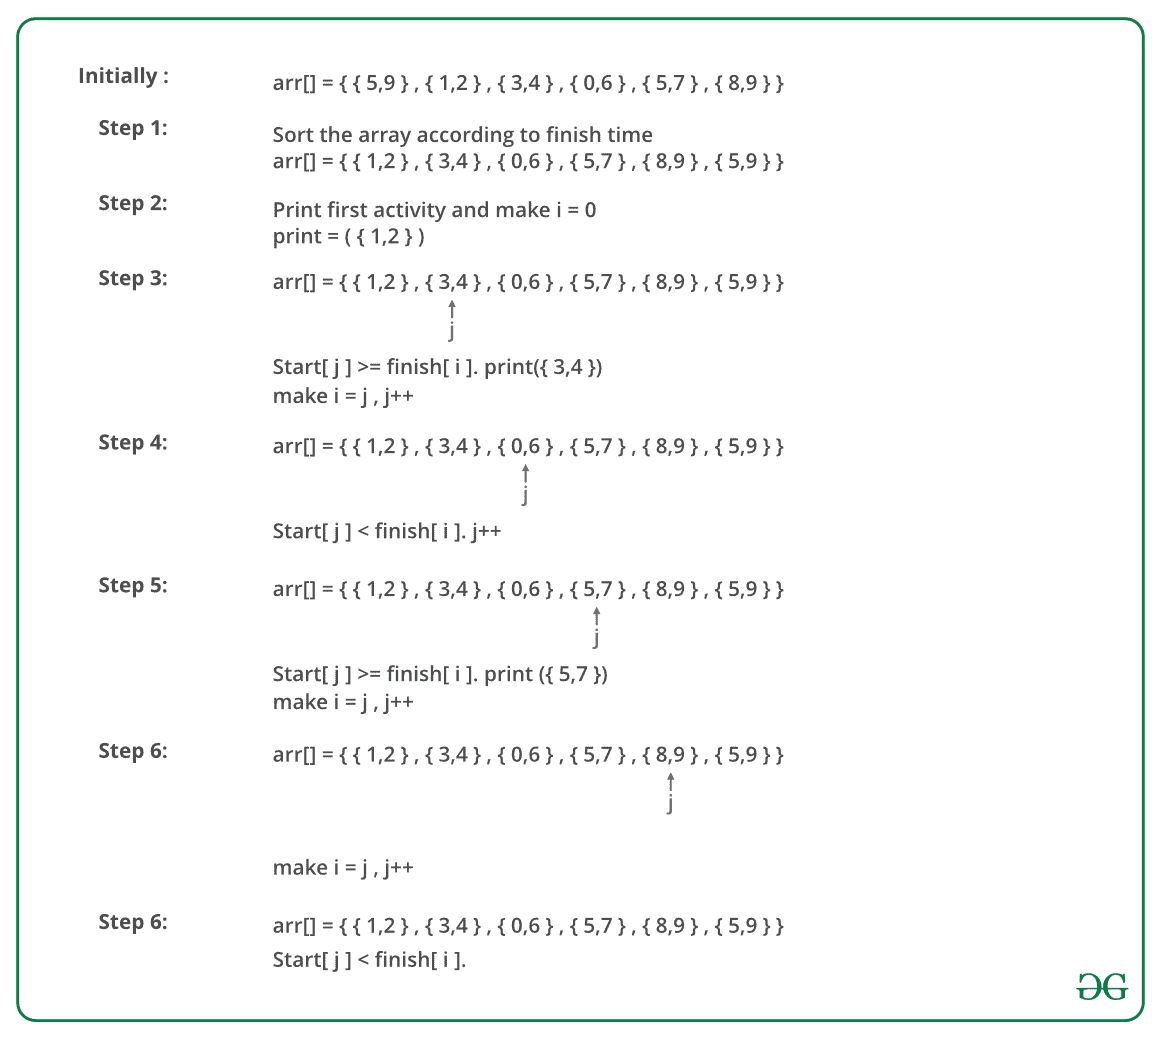 Initially :
arr[] = { { 5,9 } , { 1,2 } , { 3,4 } , { 0,6 } , { 5,7 } , { 8,9 } }
Step 1:
Sort the array according to finish time
arr[] = { { 1,2 } , { 3,4 } , { 0,6 } , { 5,7 } , { 8,9 } , { 5,9 } }
Step 2:
Print first activity and make i = 0
print = ( { 1,2 } )
Step 3:
arr[] = { { 1,2 } , { 3,4 } , { 0,6 } , { 5,7 } , { 8,9 } , { 5,9 } }
j
Start[ j ] >= finish[ i ]. print({ 3,4 })
make i = j , j++
Step 4:
arr[] = { { 1,2 } , { 3,4 } , { 0,6 } , { 5,7 } , { 8,9 } , { 5,9 } }
j
Start[ j ] < finish[ i ]. j++
Step 5:
arr[] = { { 1,2 } , { 3,4 } , { 0,6 } , { 5,7 } , { 8,9 } , { 5,9 } }
j
Start[ j ] >= finish[ i ]. print ({ 5,7 })
make i = j , j++
Step 6:
arr[] = { { 1,2 } , { 3,4 } , { 0,6 } , { 5,7 } , { 8,9 } , { 5,9 } }
j
make i = j , j++
Step 6:
arr[] = { { 1,2 } , { 3,4 } , { 0,6 } , { 5,7 } , { 8,9 } , { 5,9 } }
Start[ j ] < finish[ i ].